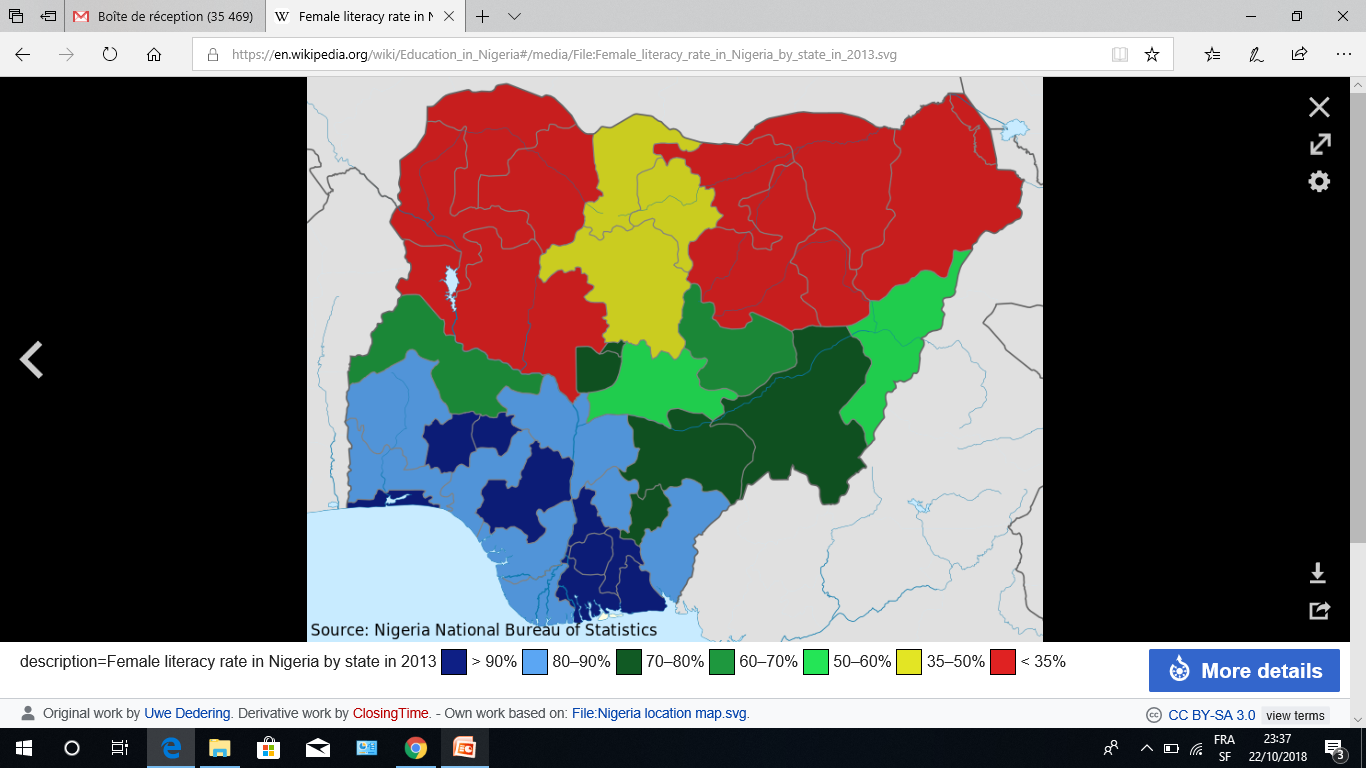 Boîte de réception (35 469)
Female literacy rate in N
https://en.wikipedia.org/wiki/Education_in_Nigeria#/media/File:Female_literacy_rate_in_Nigeria_by_state_in_2013.svg
Source: Nigeria National Bureau of Statistics
description=Female literacy rate in Nigeria by state in 2013 > 90% 80–90% 70–80% 60–70% 50–60% 35–50% < 35%
More details
Original work by Uwe Dedering. Derivative work by ClosingTime. - Own work based on: File:Nigeria location map.svg.
CC BY-SA 3.0 view terms
FRA 23:37
SF 22/10/2018 3